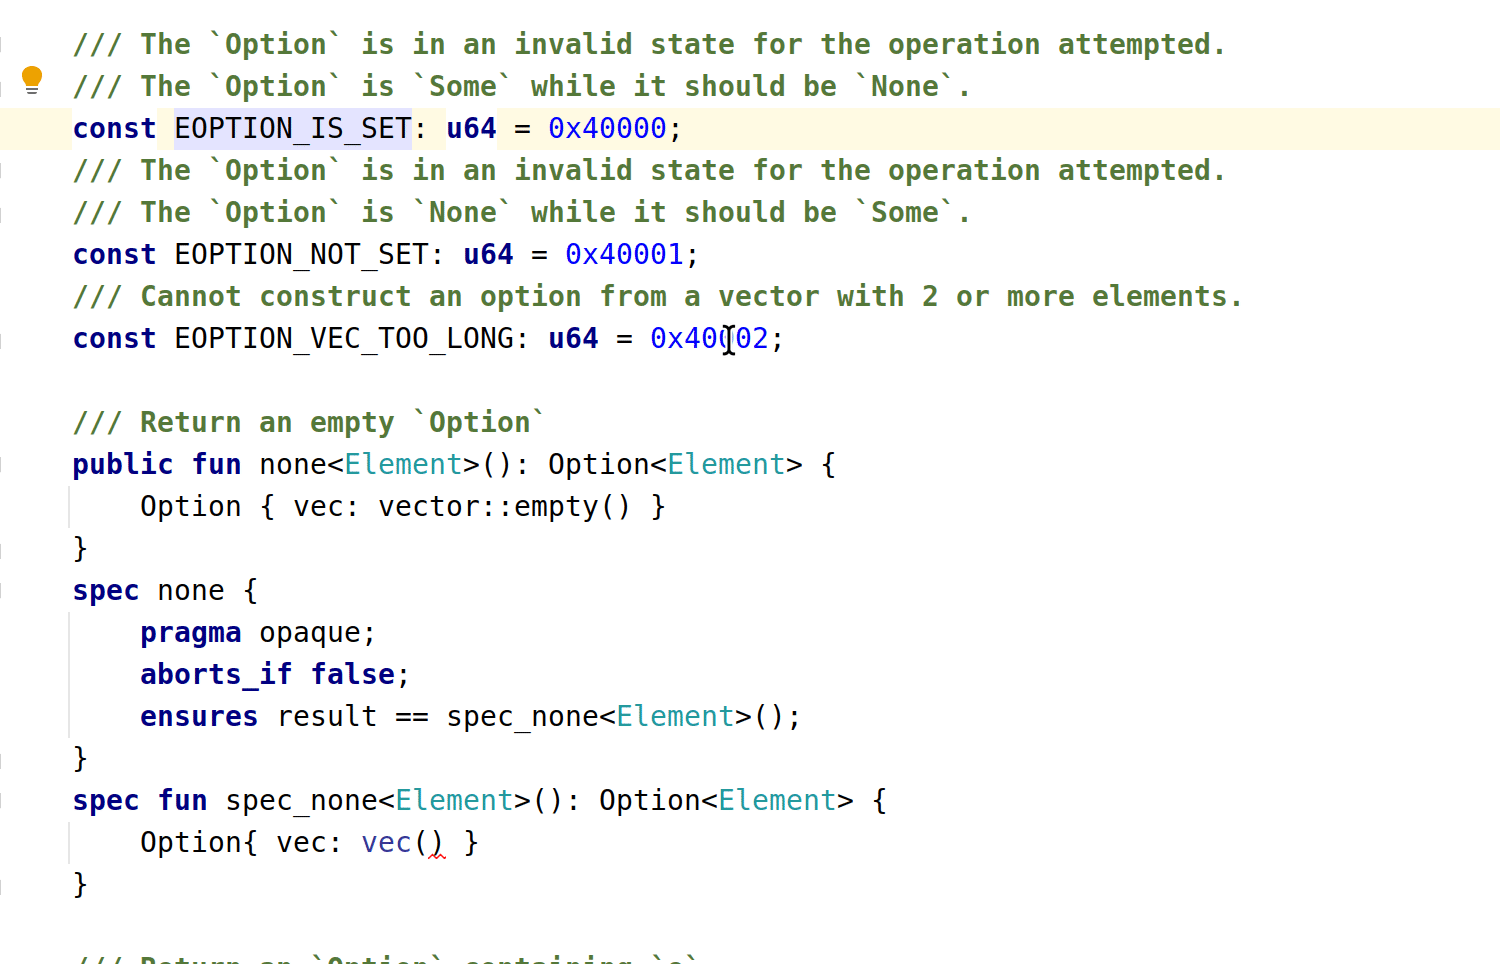 /// The `Option` is in an invalid state for the operation attempted.
/// The `Option` is `Some` while it should be `None`.
const EOPTION_IS_SET: u64 = 0x40000;
/// The `Option` is in an invalid state for the operation attempted.
/// The `Option` is `None` while it should be `Some`.
const EOPTION_NOT_SET: u64 = 0x40001;
/// Cannot construct an option from a vector with 2 or more elements.
const EOPTION_VEC_TOO_LONG: u64 = 0x40002;

/// Return an empty `Option`
public fun none<Element>(): Option<Element> {
    Option { vec: vector::empty() }
}
spec none {
    pragma opaque;
    aborts_if false;
    ensures result == spec_none<Element>();
}
spec fun spec_none<Element>(): Option<Element> {
    Option{ vec: vec() }
}

/// Return an `Option` containing `e`